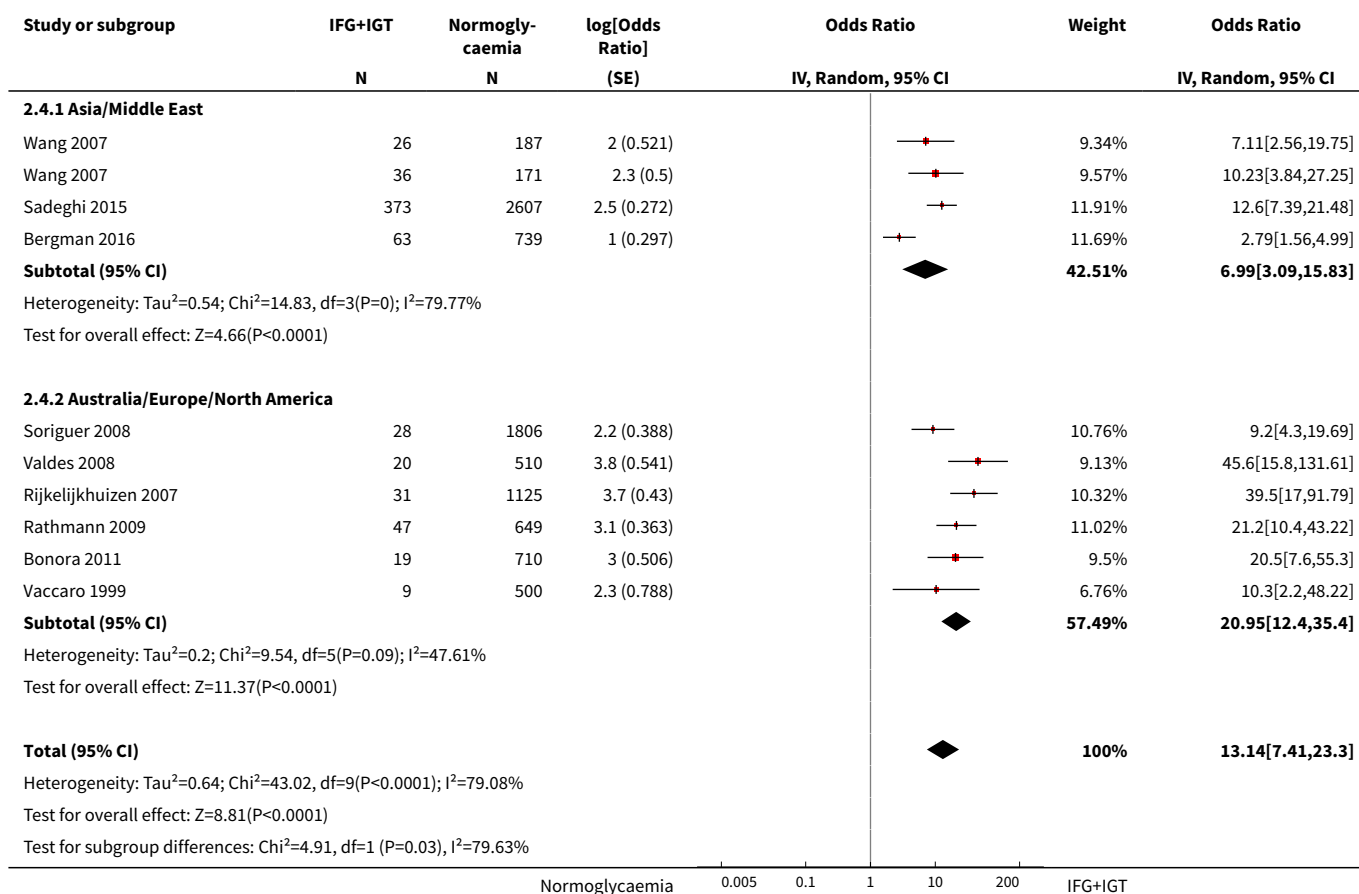 Study or subgroup IFG+IGT Normogly- log[Odds Odds Ratio Weight Odds Ratio
caemia Ratio]
N N (SE) IV, Random, 95% CI IV, Random, 95% CI
2.4.1 Asia/Middle East
Wang 2007 26 187 2 (0.521) 9.34% 7.11[2.56,19.75]
Wang 2007 36 171 2.3 (0.5) 9.57% 10.23[3.84,27.25]
Sadeghi 2015 373 2607 2.5 (0.272) 11.91% 12.6[7.39,21.48]
Bergman 2016 63 739 1 (0.297) 11.69% 2.79[1.56,4.99]
Subtotal (95% CI) 42.51% 6.99[3.09,15.83]
Heterogeneity: Tau²=0.54; Chi²=14.83, df=3(P=0); I²=79.77%
Test for overall effect: Z=4.66(P<0.0001)
2.4.2 Australia/Europe/North America
Soriguer 2008 28 1806 2.2 (0.388) 10.76% 9.2[4.3,19.69]
Valdes 2008 20 510 3.8 (0.541) 9.13% 45.6[15.8,131.61]
Rijkelijkhuizen 2007 31 1125 3.7 (0.43) 10.32% 39.5[17,91.79]
Rathmann 2009 47 649 3.1 (0.363) 11.02% 21.2[10.4,43.22]
Bonora 2011 19 710 3 (0.506) 9.5% 20.5[7.6,55.3]
Vaccaro 1999 9 500 2.3 (0.788) 6.76% 10.3[2.2,48.22]
Subtotal (95% CI) 57.49% 20.95[12.4,35.4]
Heterogeneity: Tau²=0.2; Chi²=9.54, df=5(P=0.09); I²=47.61%
Test for overall effect: Z=11.37(P<0.0001)
Total (95% CI) 100% 13.14[7.41,23.3]
Heterogeneity: Tau²=0.64; Chi²=43.02, df=9(P<0.0001); I²=79.08%
Test for overall effect: Z=8.81(P<0.0001)
Test for subgroup differences: Chi²=4.91, df=1 (P=0.03), I²=79.63%
Normoglycaemia 0.005 0.1 1 10 200 IFG+IGT